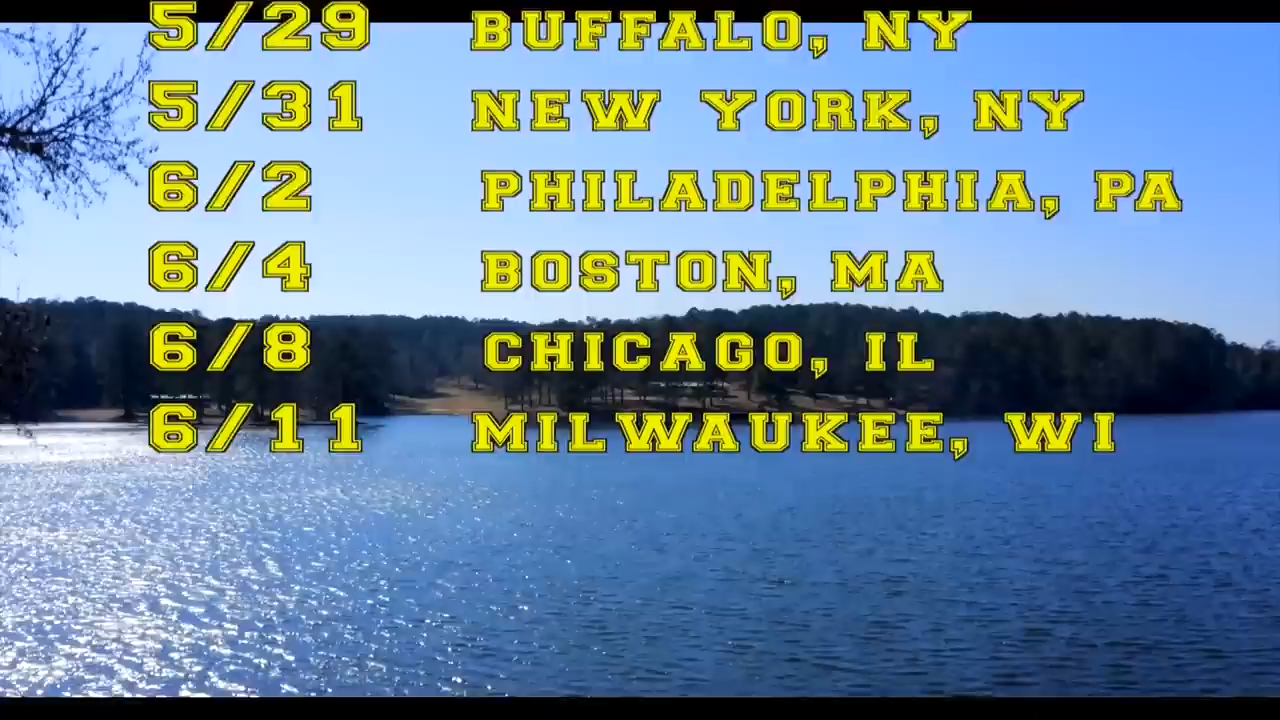 5/29 BUFFALO, NY
5/31 NEW YORK, NY
6/2 PHILADELPHIA, PA
6/4 BOSTON, MA
6/8 CHICAGO, IL
6/11 MILWAUKEE, WI